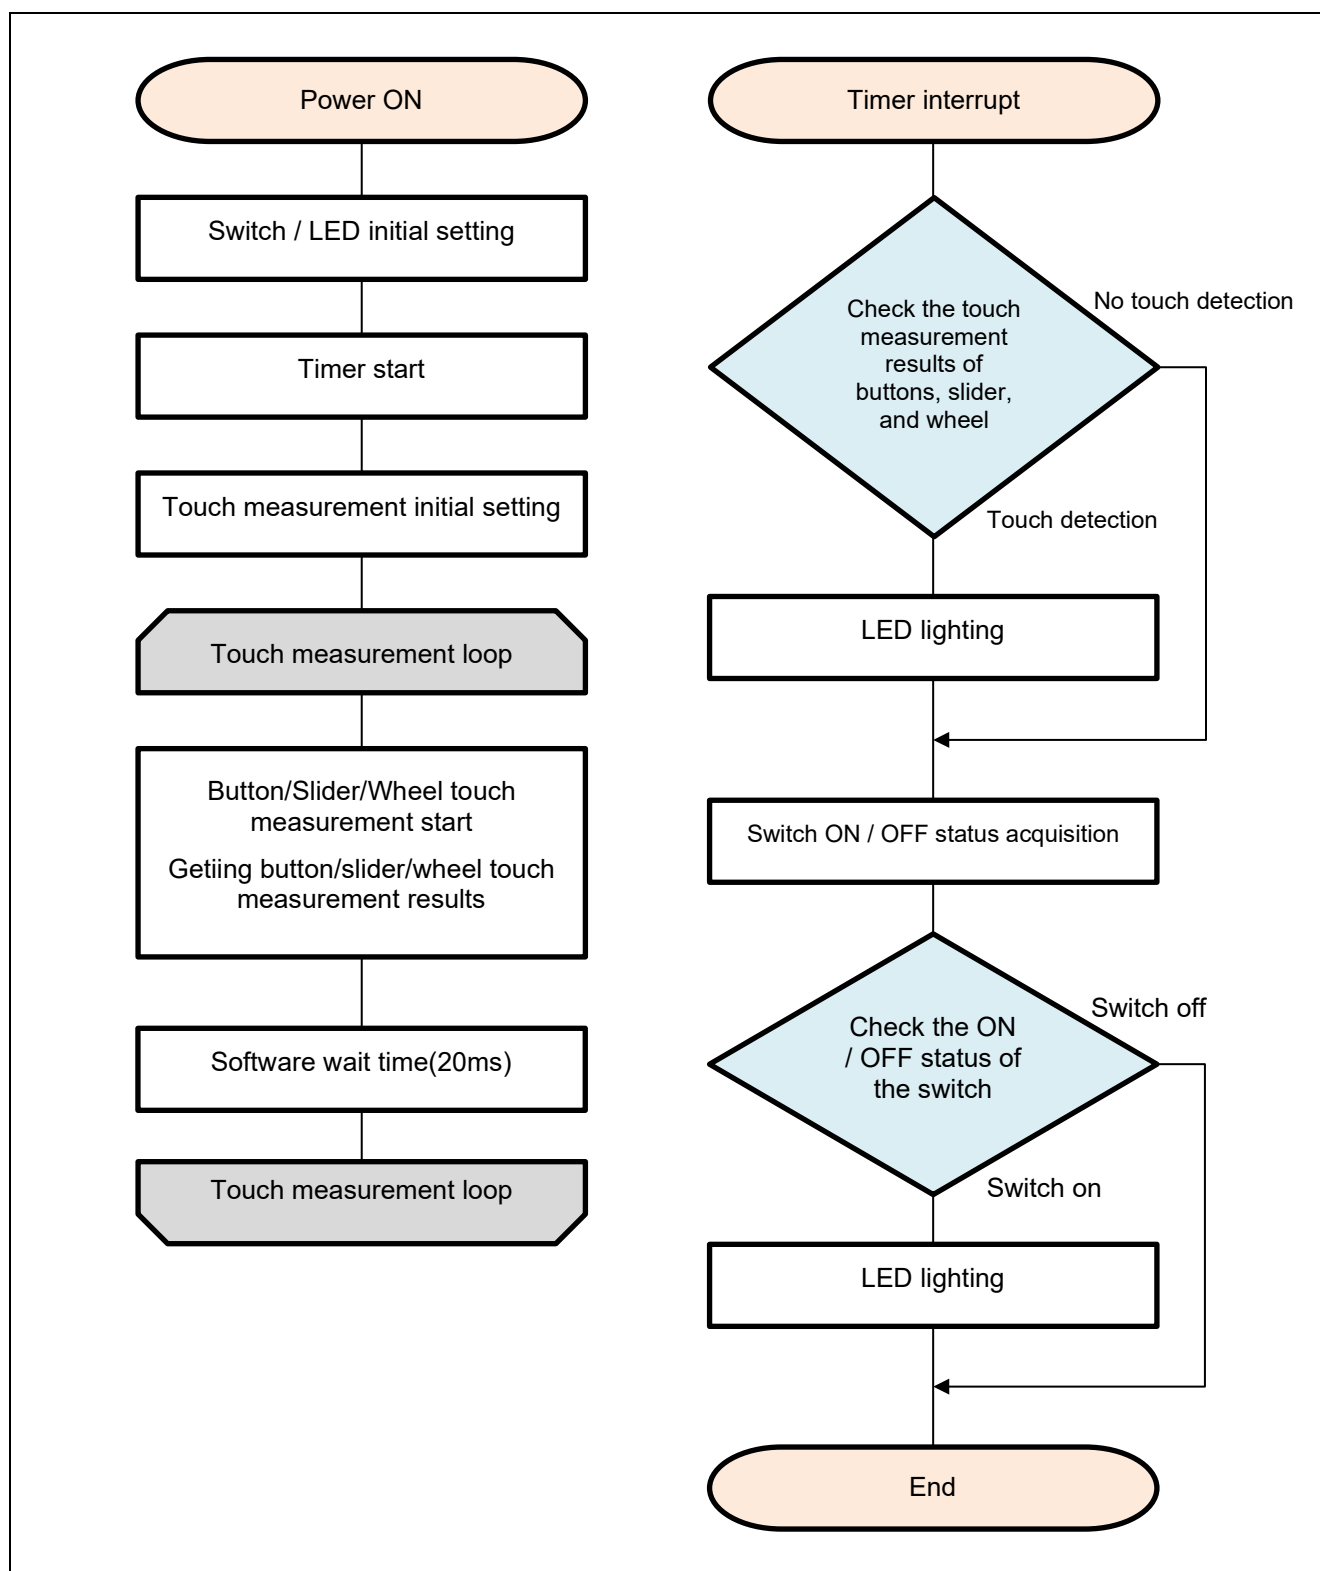 Power ON
Switch / LED initial setting
Timer start
Touch measurement initial setting
Touch measurement loop
Button/Slider/Wheel touch
measurement start
Getiing button/slider/wheel touch
measurement results
Software wait time(20ms)
Touch measurement loop
Timer interrupt
Check the touch
measurement
results of
buttons, slider,
and wheel
No touch detection
Touch detection
LED lighting
Switch ON / OFF status acquisition
Check the ON
/ OFF status of
the switch
Switch off
Switch on
LED lighting
End